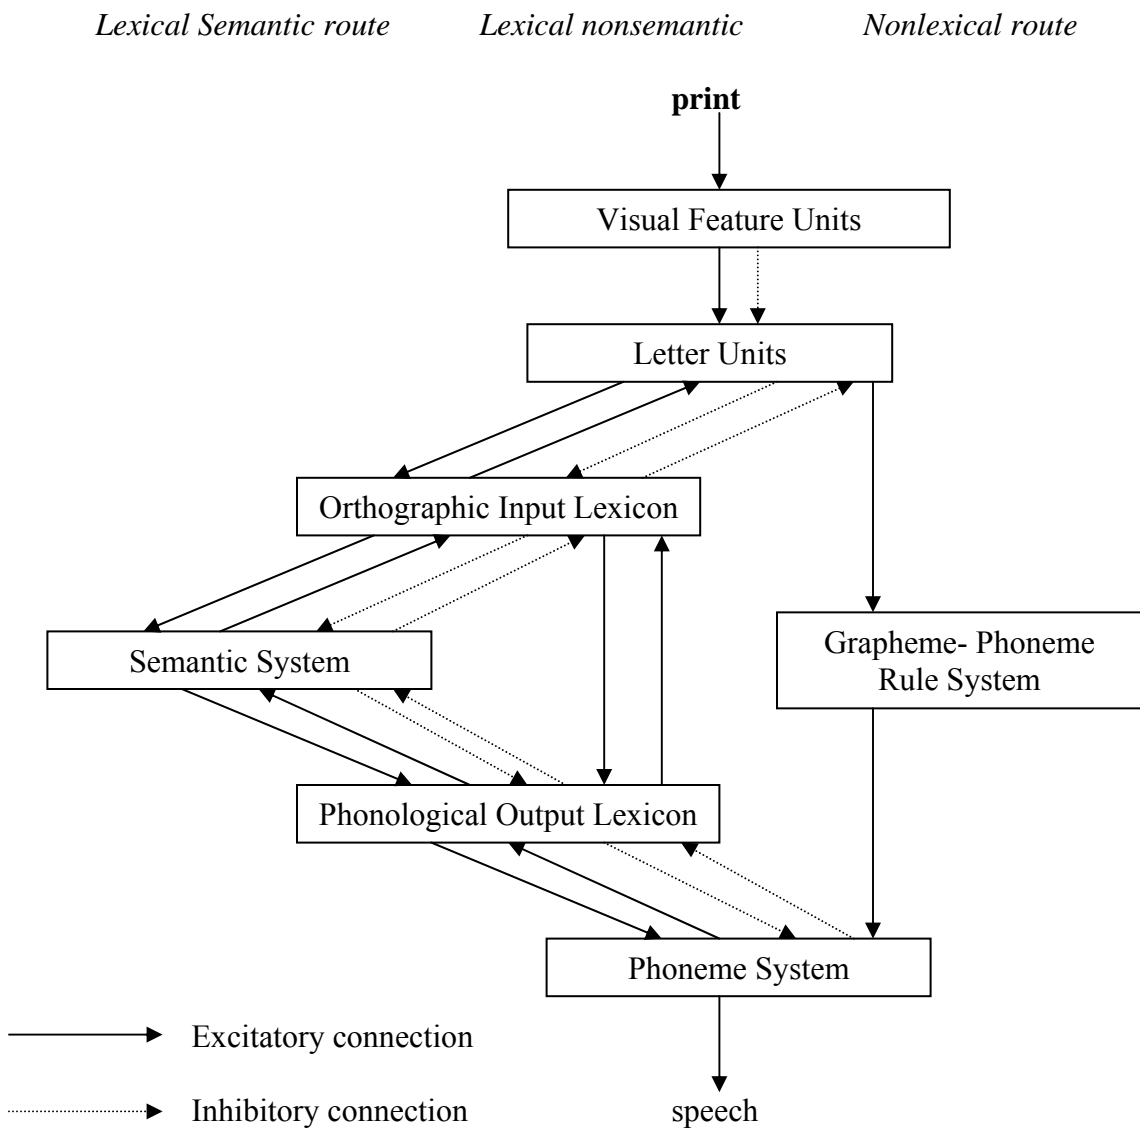 Lexical Semantic route Lexical nonsemantic Nonlexical route
print
Visual Feature Units
Letter Units
Orthographic Input Lexicon
Semantic System
Grapheme- Phoneme
Rule System
Phonological Output Lexicon
Phoneme System
Excitatory connection
Inhibitory connection
speech